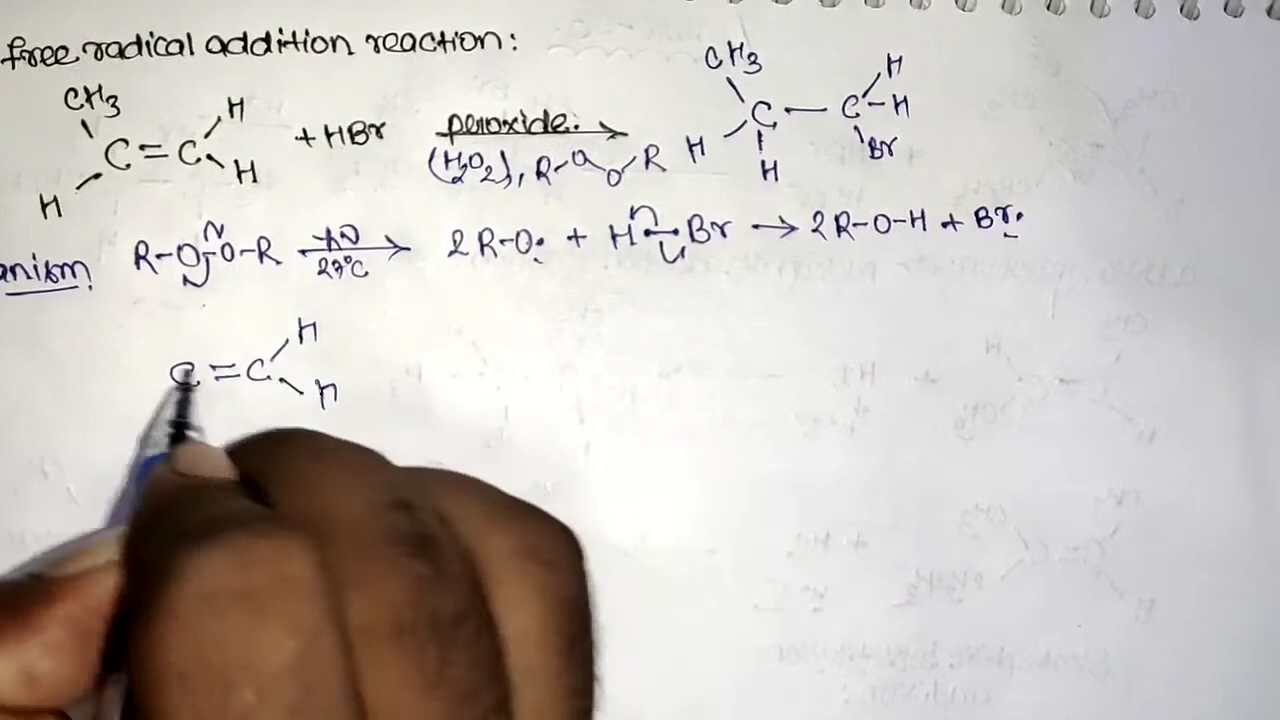 free radical addition reaction:
CH3 H CH3 H
C=C + HBr peroxide. C — C-H
H H (H2O2), R-O O R H H Br
anism R-O-O-R hν 27°C 2R-O• + H-Br → 2R-O-H + Br•
H
C=C
H